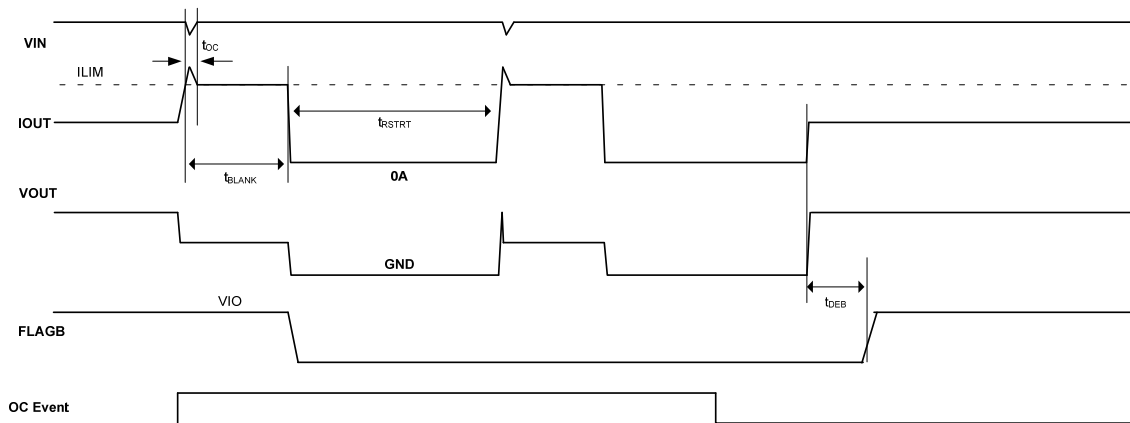 VIN
tOC
ILIM
IOUT
tRSTRT
tBLANK
0A
VOUT
GND
VIO
tDEB
FLAGB
OC Event